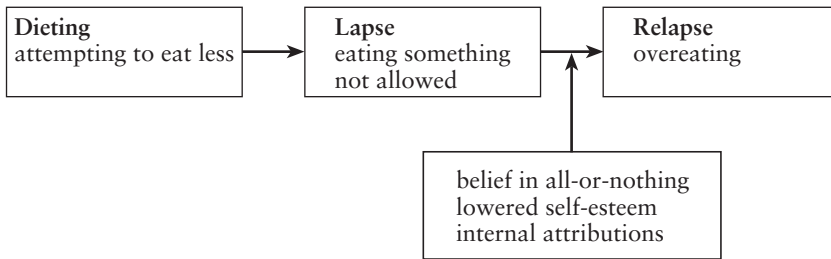 Dieting
attempting to eat less
Lapse
eating something
not allowed
Relapse
overeating
belief in all-or-nothing
lowered self-esteem
internal attributions